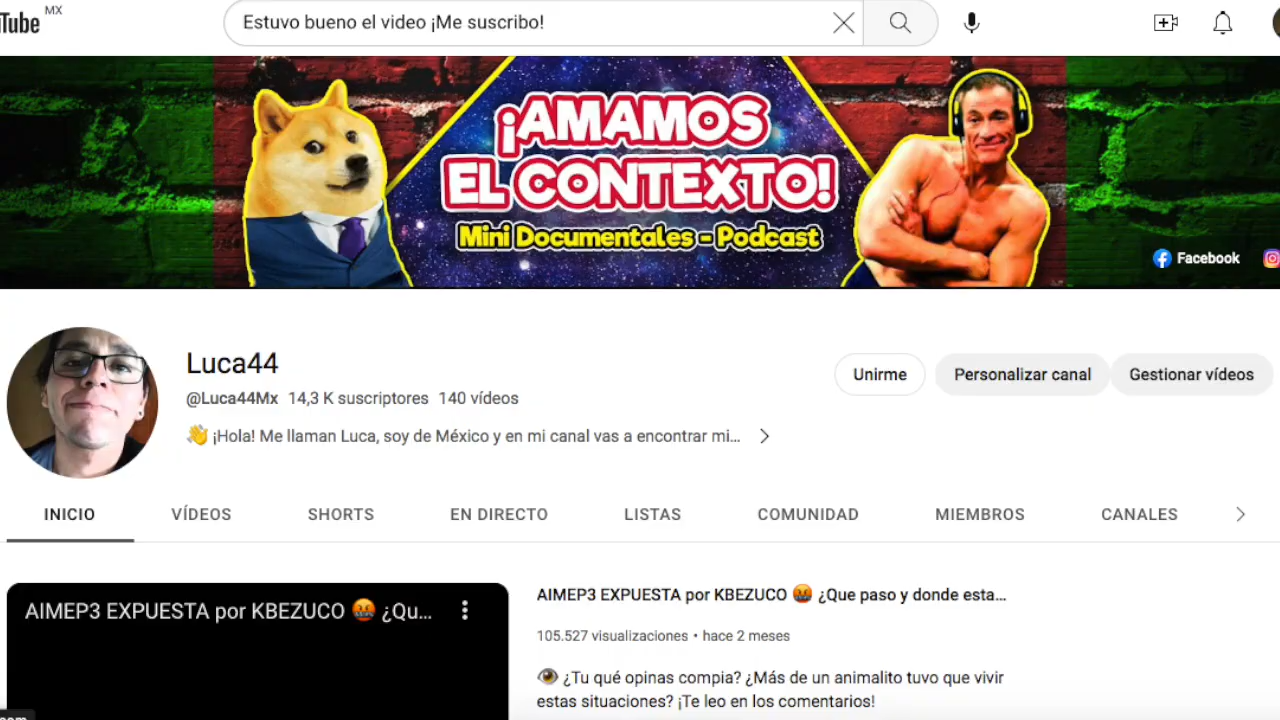 Tube MX
Estuvo bueno el video ¡Me suscribo!
¡AMAMOS
EL CONTEXTO!
Mini Documentales - Podcast
Facebook
Luca44
@Luca44Mx 14,3 K suscriptores 140 vídeos
👋 ¡Hola! Me llaman Luca, soy de México y en mi canal vas a encontrar mi...
Unirme
Personalizar canal
Gestionar vídeos
INICIO
VÍDEOS
SHORTS
EN DIRECTO
LISTAS
COMUNIDAD
MIEMBROS
CANALES
AIMEP3 EXPUESTA por KBEZUCO 🤬 ¿Qu...
AIMEP3 EXPUESTA por KBEZUCO 🤬 ¿Que paso y donde esta...
105.527 visualizaciones • hace 2 meses
👁 ¿Tu qué opinas compia? ¿Más de un animalito tuvo que vivir
estas situaciones? ¡Te leo en los comentarios!